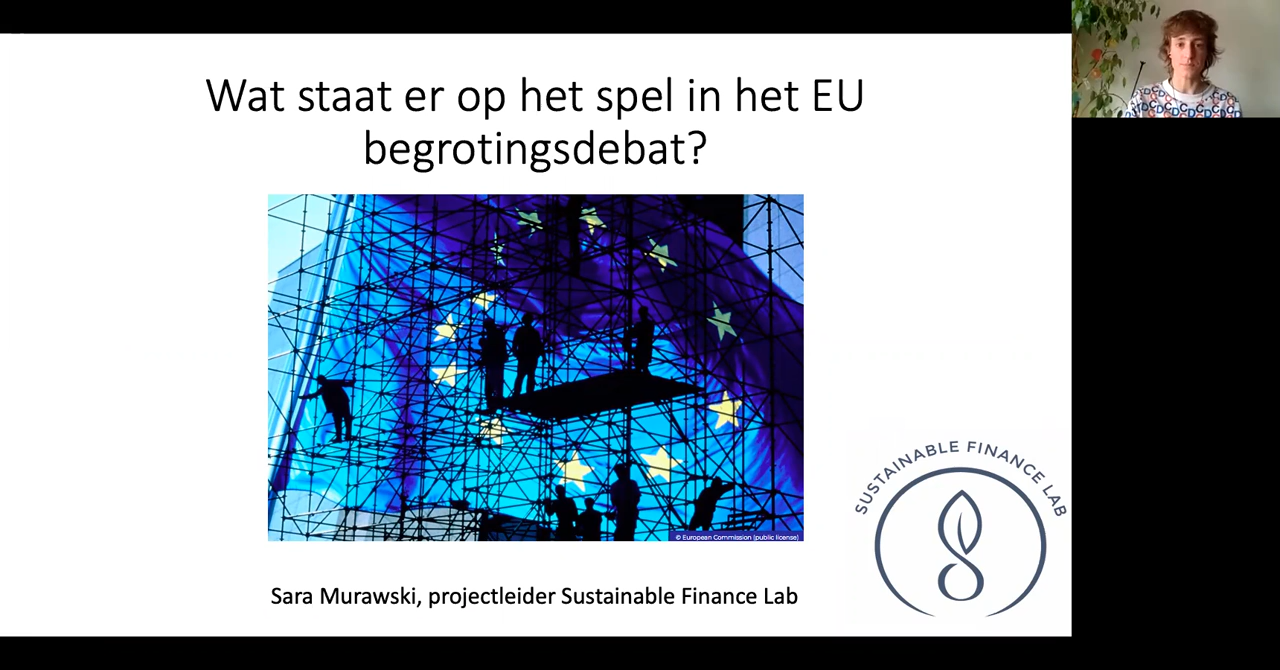 Wat staat er op het spel in het EU
begrotingsdebat?
© European Commission (public license)
SUSTAINABLE FINANCE LAB
Sara Murawski, projectleider Sustainable Finance Lab